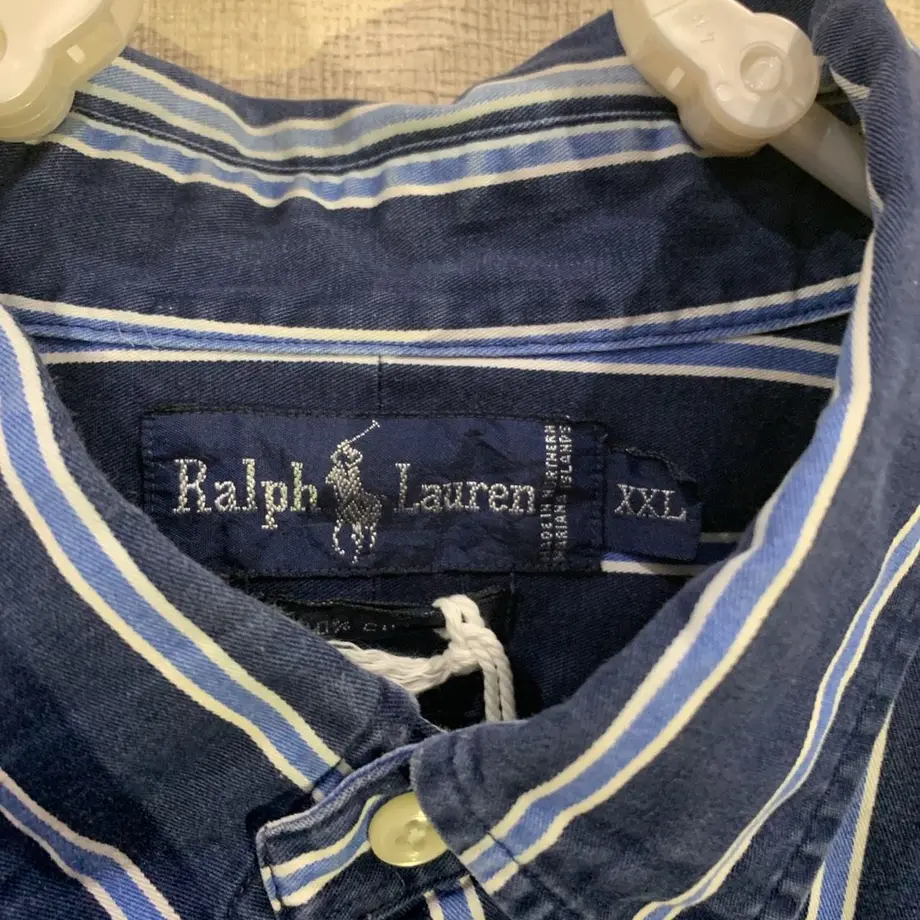 Ralph Lauren
MADE IN NORTHERN
MARIANA ISLANDS
XXL